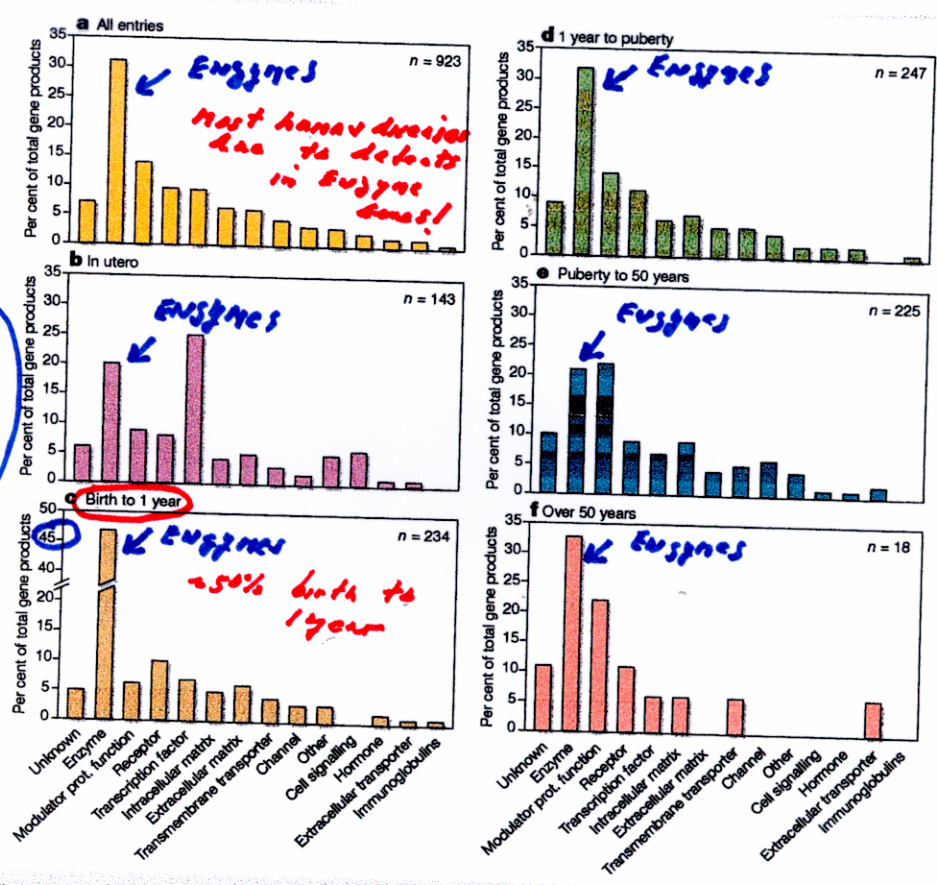 a All entries
35
30
25
20
15
10
5
0
Per cent of total gene products
n = 923
Enzymes
Most human diseases
due to defects
in Enzyme
Genes!
b In utero
35
30
25
20
15
10
5
0
Per cent of total gene products
n = 143
Enzymes
c Birth to 1 year
50
45
40
20
15
10
5
0
Per cent of total gene products
n = 234
Enzymes
~50% birth to
1 year
Unknown
Enzyme
Modulator prot. function
Receptor
Transcription factor
Intracellular matrix
Extracellular matrix
Transmembrane transporter
Channel
Other
Cell signalling
Hormone
Extracellular transporter
Immunoglobulins
d 1 year to puberty
35
30
25
20
15
10
5
0
Per cent of total gene products
n = 247
Enzymes
e Puberty to 50 years
35
30
25
20
15
10
5
0
Per cent of total gene products
n = 225
Enzymes
f Over 50 years
35
30
25
20
15
10
5
0
Per cent of total gene products
n = 18
Enzymes
Unknown
Enzyme
Modulator prot. function
Receptor
Transcription factor
Intracellular matrix
Extracellular matrix
Transmembrane transporter
Channel
Other
Cell signalling
Hormone
Extracellular transporter
Immunoglobulins